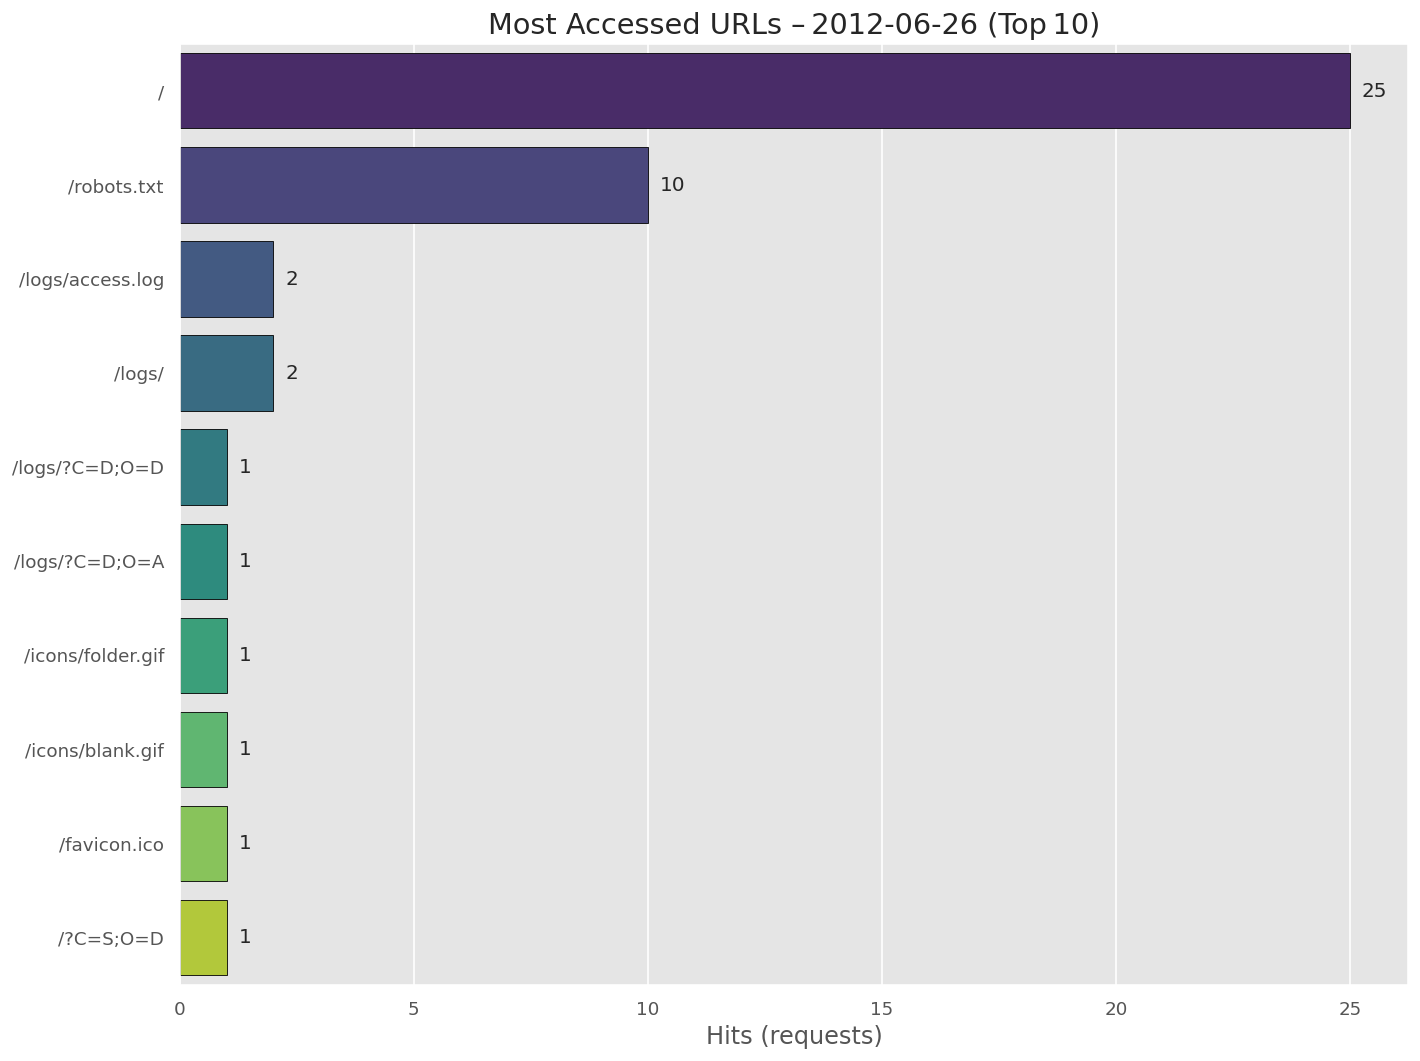 Most Accessed URLs – 2012-06-26 (Top 10)
/ 25
/robots.txt 10
/logs/access.log 2
/logs/ 2
/logs/?C=D;O=D 1
/logs/?C=D;O=A 1
/icons/folder.gif 1
/icons/blank.gif 1
/favicon.ico 1
/?C=S;O=D 1
0 5 10 15 20 25
Hits (requests)